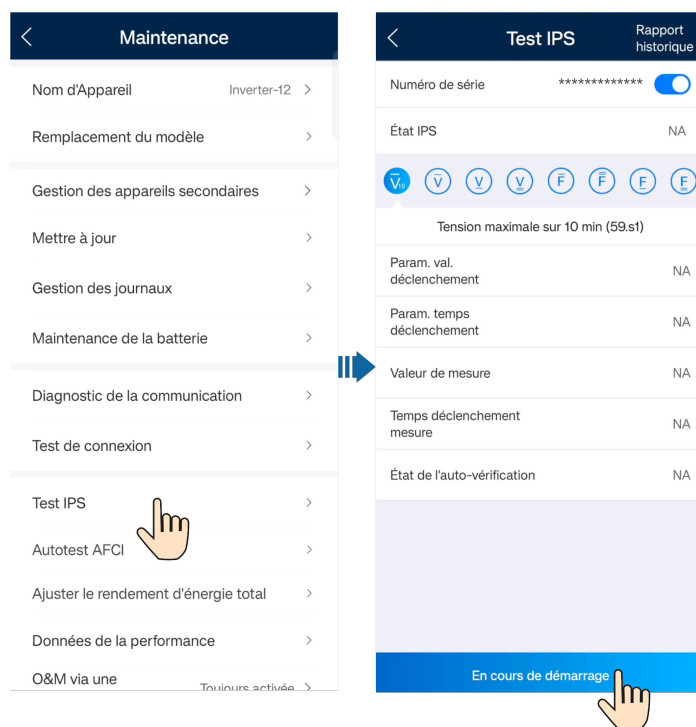 Maintenance
Nom d'Appareil Inverter-12
Remplacement du modèle
Gestion des appareils secondaires
Mettre à jour
Gestion des journaux
Maintenance de la batterie
Diagnostic de la communication
Test de connexion
Test IPS
Autotest AFCI
Ajuster le rendement d'énergie total
Données de la performance
O&M via une Toujours activée
Test IPS
Rapport
historique
Numéro de série *************
État IPS NA
V10 V V V F F F F
Tension maximale sur 10 min (59.s1)
Param. val.
déclenchement NA
Param. temps
déclenchement NA
Valeur de mesure NA
Temps déclenchement
mesure NA
État de l'auto-vérification NA
En cours de démarrage